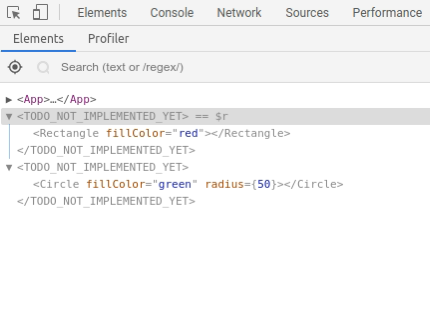 Elements Console Network Sources Performance
Elements Profiler
Search (text or /regex/)
▶ <App>…</App>
▼ <TODO_NOT_IMPLEMENTED_YET> == $r
<Rectangle fillColor="red"></Rectangle>
</TODO_NOT_IMPLEMENTED_YET>
▼ <TODO_NOT_IMPLEMENTED_YET>
<Circle fillColor="green" radius={50}></Circle>
</TODO_NOT_IMPLEMENTED_YET>